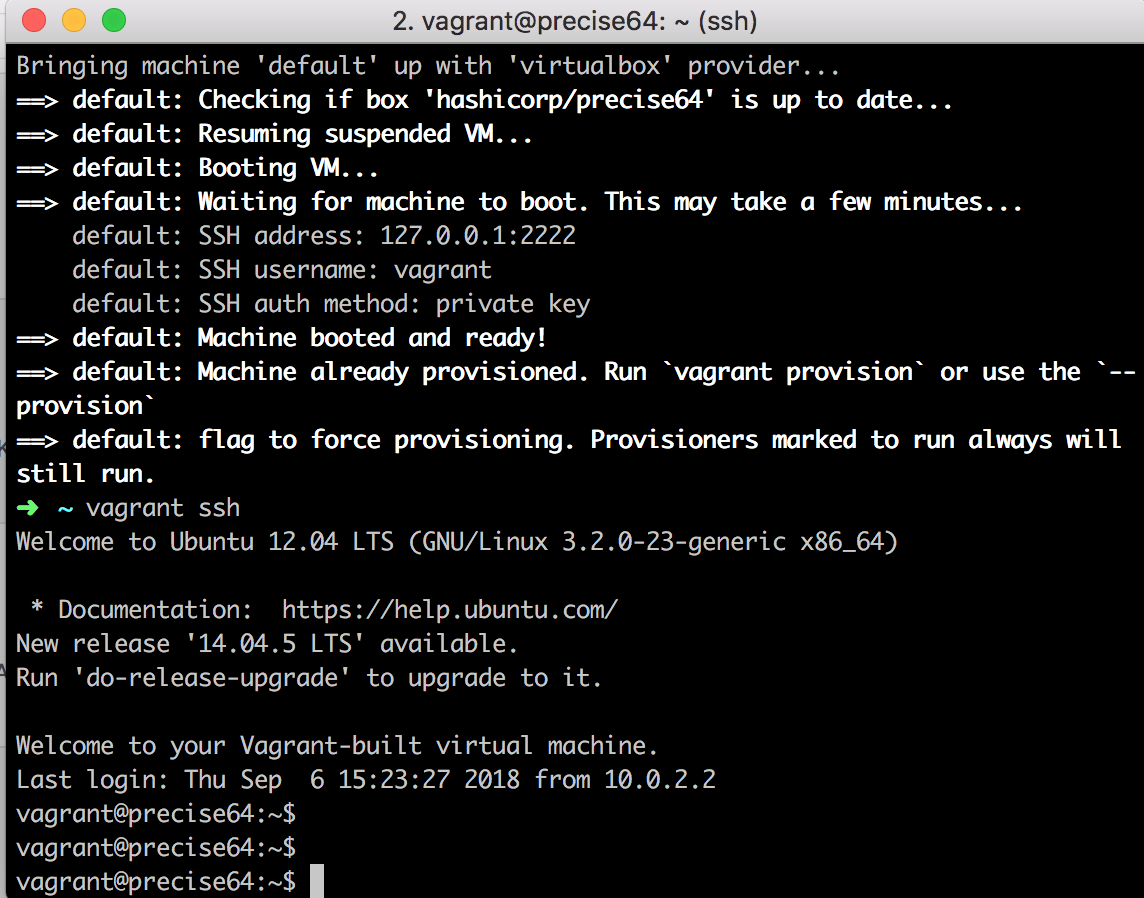 2. vagrant@precise64: ~ (ssh)
Bringing machine 'default' up with 'virtualbox' provider...
==> default: Checking if box 'hashicorp/precise64' is up to date...
==> default: Resuming suspended VM...
==> default: Booting VM...
==> default: Waiting for machine to boot. This may take a few minutes...
    default: SSH address: 127.0.0.1:2222
    default: SSH username: vagrant
    default: SSH auth method: private key
==> default: Machine booted and ready!
==> default: Machine already provisioned. Run `vagrant provision` or use the `--
provision`
==> default: flag to force provisioning. Provisioners marked to run always will
still run.
➜  ~ vagrant ssh
Welcome to Ubuntu 12.04 LTS (GNU/Linux 3.2.0-23-generic x86_64)

 * Documentation:  https://help.ubuntu.com/
New release '14.04.5 LTS' available.
Run 'do-release-upgrade' to upgrade to it.

Welcome to your Vagrant-built virtual machine.
Last login: Thu Sep  6 15:23:27 2018 from 10.0.2.2
vagrant@precise64:~$
vagrant@precise64:~$
vagrant@precise64:~$